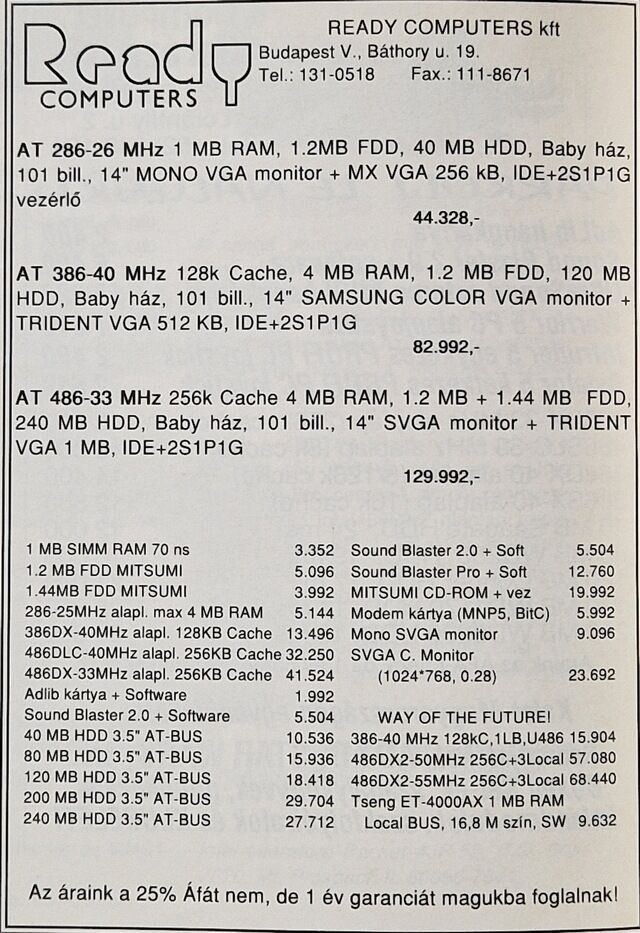 Ready
COMPUTERS
READY COMPUTERS kft
Budapest V., Báthory u. 19.
Tel.: 131-0518 Fax.: 111-8671
AT 286-26 MHz 1 MB RAM, 1.2MB FDD, 40 MB HDD, Baby ház,
101 bill., 14" MONO VGA monitor + MX VGA 256 kB, IDE+2S1P1G
vezérlő
44.328,-
AT 386-40 MHz 128k Cache, 4 MB RAM, 1.2 MB FDD, 120 MB
HDD, Baby ház, 101 bill., 14" SAMSUNG COLOR VGA monitor +
TRIDENT VGA 512 KB, IDE+2S1P1G
82.992,-
AT 486-33 MHz 256k Cache 4 MB RAM, 1.2 MB + 1.44 MB FDD,
240 MB HDD, Baby ház, 101 bill., 14" SVGA monitor + TRIDENT
VGA 1 MB, IDE+2S1P1G
129.992,-
1 MB SIMM RAM 70 ns 3.352
1.2 MB FDD MITSUMI 5.096
1.44MB FDD MITSUMI 3.992
286-25MHz alapl. max 4 MB RAM 5.144
386DX-40MHz alapl. 128KB Cache 13.496
486DLC-40MHz alapl. 256KB Cache 32.250
486DX-33MHz alapl. 256KB Cache 41.524
Adlib kártya + Software 1.992
Sound Blaster 2.0 + Software 5.504
40 MB HDD 3.5" AT-BUS 10.536
80 MB HDD 3.5" AT-BUS 15.936
120 MB HDD 3.5" AT-BUS 18.418
200 MB HDD 3.5" AT-BUS 29.704
240 MB HDD 3.5" AT-BUS 27.712
Sound Blaster 2.0 + Soft 5.504
Sound Blaster Pro + Soft 12.760
MITSUMI CD-ROM + vez 19.992
Modem kártya (MNP5, BitC) 5.992
Mono SVGA monitor 9.096
SVGA C. Monitor
(1024*768, 0.28) 23.692
WAY OF THE FUTURE!
386-40 MHz 128kC,1LB,U486 15.904
486DX2-50MHz 256C+3Local 57.080
486DX2-55MHz 256C+3Local 68.440
Tseng ET-4000AX 1 MB RAM
Local BUS, 16,8 M szín, SW 9.632
Az áraink a 25% Áfát nem, de 1 év garanciát magukba foglalnak!